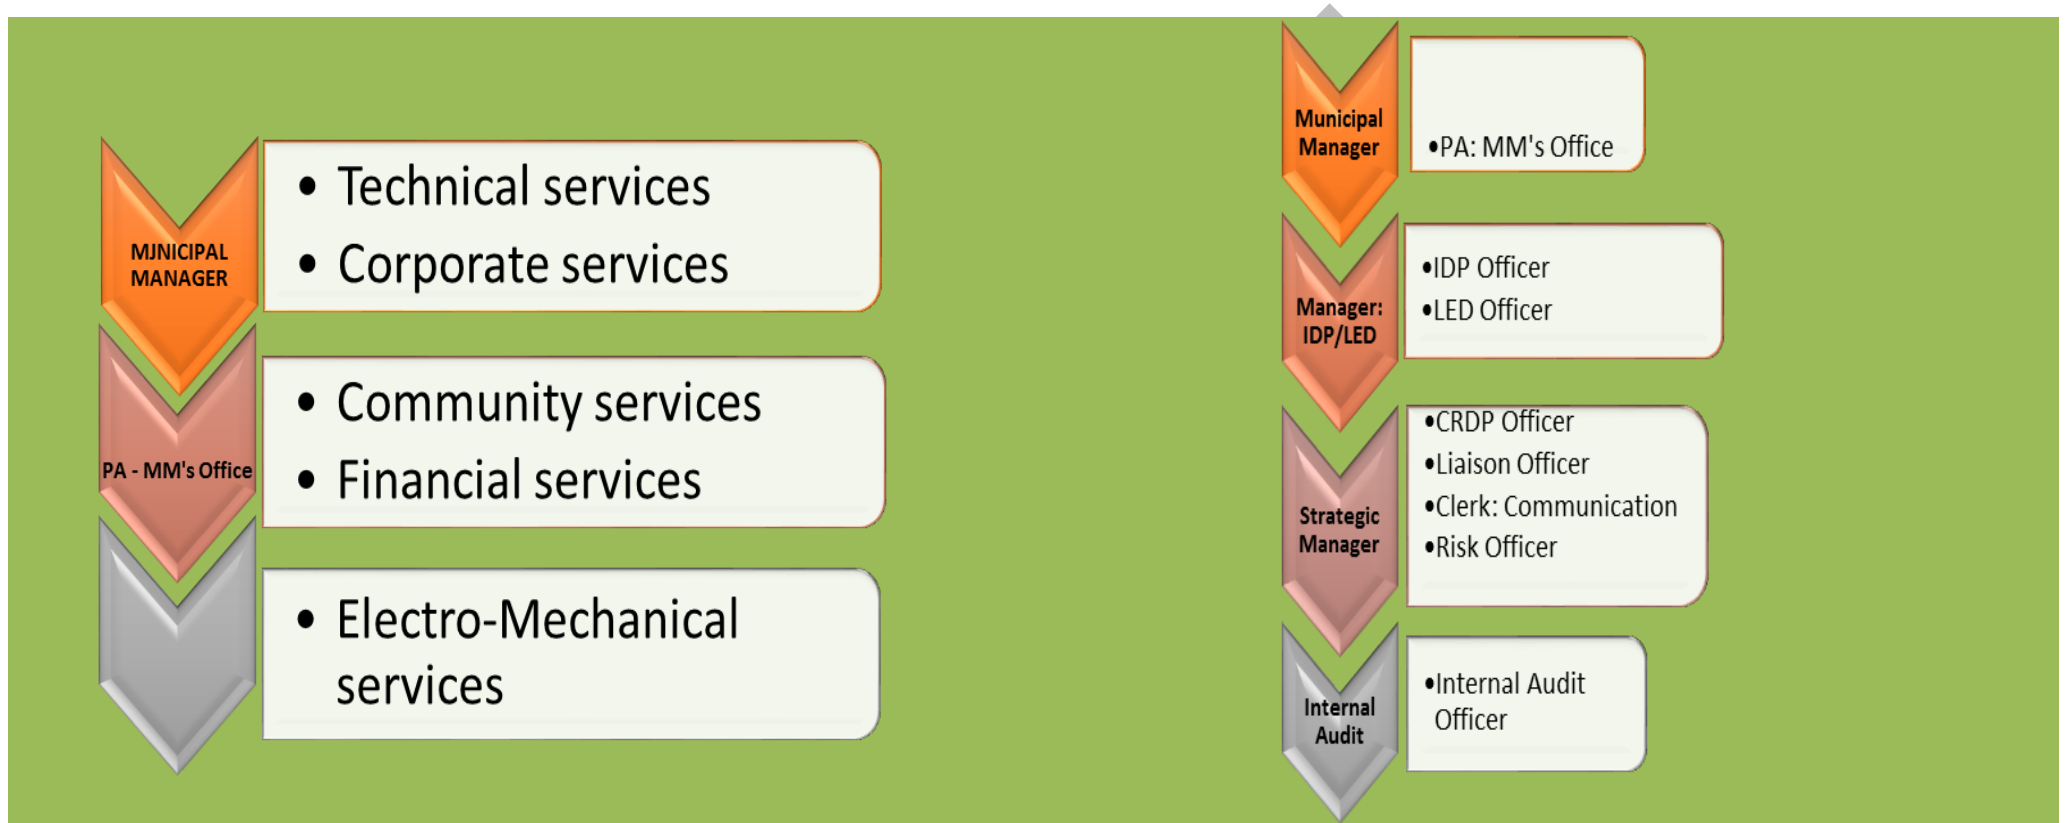 MJNICIPAL
MANAGER
• Technical services
• Corporate services
PA - MM's Office
• Community services
• Financial services
• Electro-Mechanical
services
Municipal
Manager
•PA: MM's Office
Manager:
IDP/LED
•IDP Officer
•LED Officer
Strategic
Manager
•CRDP Officer
•Liaison Officer
•Clerk: Communication
•Risk Officer
Internal
Audit
•Internal Audit
Officer